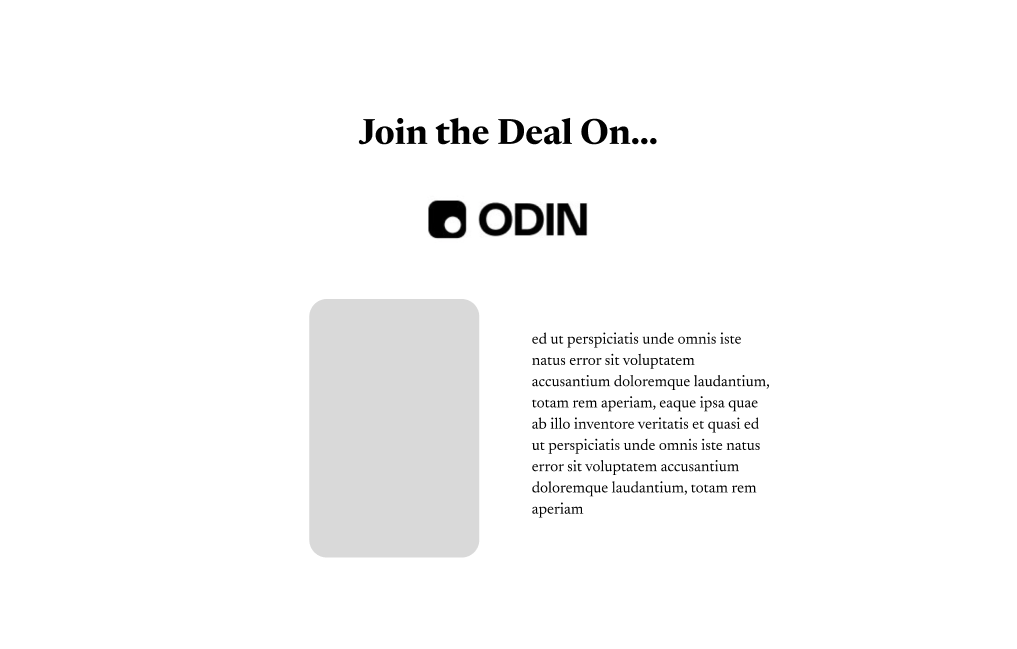 Join the Deal On...
ODIN
ed ut perspiciatis unde omnis iste
natus error sit voluptatem
accusantium doloremque laudantium,
totam rem aperiam, eaque ipsa quae
ab illo inventore veritatis et quasi ed
ut perspiciatis unde omnis iste natus
error sit voluptatem accusantium
doloremque laudantium, totam rem
aperiam